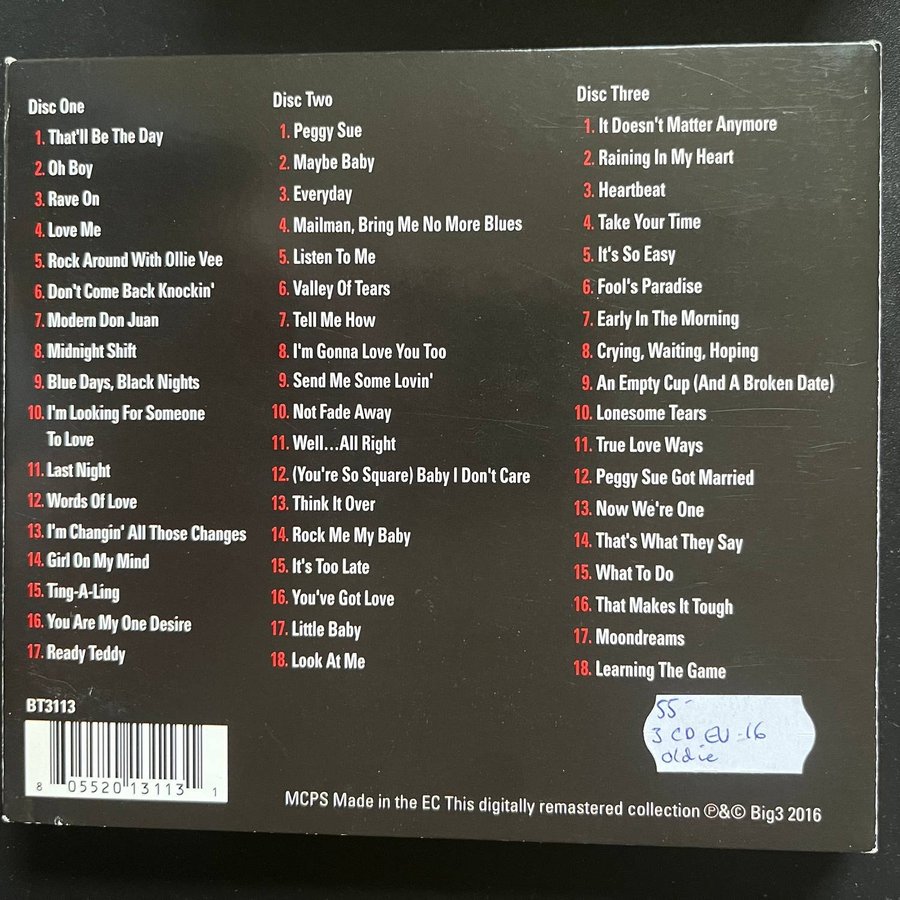 Disc One
1. That'll Be The Day
2. Oh Boy
3. Rave On
4. Love Me
5. Rock Around With Ollie Vee
6. Don't Come Back Knockin'
7. Modern Don Juan
8. Midnight Shift
9. Blue Days, Black Nights
10. I'm Looking For Someone
To Love
11. Last Night
12. Words Of Love
13. I'm Changin' All Those Changes
14. Girl On My Mind
15. Ting-A-Ling
16. You Are My One Desire
17. Ready Teddy
Disc Two
1. Peggy Sue
2. Maybe Baby
3. Everyday
4. Mailman, Bring Me No More Blues
5. Listen To Me
6. Valley Of Tears
7. Tell Me How
8. I'm Gonna Love You Too
9. Send Me Some Lovin'
10. Not Fade Away
11. Well...All Right
12. (You're So Square) Baby I Don't Care
13. Think It Over
14. Rock Me My Baby
15. It's Too Late
16. You've Got Love
17. Little Baby
18. Look At Me
Disc Three
1. It Doesn't Matter Anymore
2. Raining In My Heart
3. Heartbeat
4. Take Your Time
5. It's So Easy
6. Fool's Paradise
7. Early In The Morning
8. Crying, Waiting, Hoping
9. An Empty Cup (And A Broken Date)
10. Lonesome Tears
11. True Love Ways
12. Peggy Sue Got Married
13. Now We're One
14. That's What They Say
15. What To Do
16. That Makes It Tough
17. Moondreams
18. Learning The Game
BT3113
8 05520 13113 1
55-
3 CD EU-16
oldie
MCPS Made in the EC This digitally remastered collection ℗&© Big3 2016